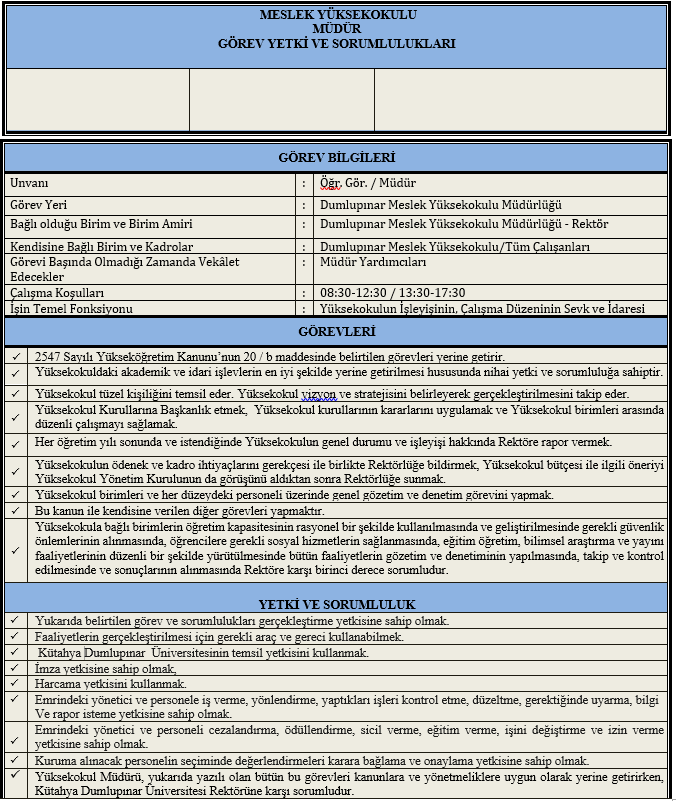 MESLEK YÜKSEKOKULU
MÜDÜR
GÖREV YETKİ VE SORUMLULUKLARI
GÖREV BİLGİLERİ
Unvanı : Öğr. Gör. / Müdür
Görev Yeri : Dumlupınar Meslek Yüksekokulu Müdürlüğü
Bağlı olduğu Birim ve Birim Amiri : Dumlupınar Meslek Yüksekokulu Müdürlüğü - Rektör
Kendisine Bağlı Birim ve Kadrolar : Dumlupınar Meslek Yüksekokulu/Tüm Çalışanları
Görevi Başında Olmadığı Zamanda Vekâlet : Müdür Yardımcıları
Edecekler
Çalışma Koşulları : 08:30-12:30 / 13:30-17:30
İşin Temel Fonksiyonu : Yüksekokulun İşleyişinin, Çalışma Düzeninin Sevk ve İdaresi
GÖREVLERİ
✓ 2547 Sayılı Yükseköğretim Kanunu’nun 20 / b maddesinde belirtilen görevleri yerine getirir.
✓ Yüksekokuldaki akademik ve idari işlevlerin en iyi şekilde yerine getirilmesi hususunda nihai yetki ve sorumluluğa sahiptir.
✓ Yüksekokul tüzel kişiliğini temsil eder. Yüksekokul vizyon ve stratejisini belirleyerek gerçekleştirilmesini takip eder.
✓ Yüksekokul Kurullarına Başkanlık etmek, Yüksekokul kurullarının kararlarını uygulamak ve Yüksekokul birimleri arasında
düzenli çalışmayı sağlamak.
✓ Her öğretim yılı sonunda ve istendiğinde Yüksekokulun genel durumu ve işleyişi hakkında Rektöre rapor vermek.
✓ Yüksekokulun ödenek ve kadro ihtiyaçlarını gerekçesi ile birlikte Rektörlüğe bildirmek, Yüksekokul bütçesi ile ilgili öneriyi
Yüksekokul Yönetim Kurulunun da görüşünü aldıktan sonra Rektörlüğe sunmak.
✓ Yüksekokul birimleri ve her düzeydeki personeli üzerinde genel gözetim ve denetim görevini yapmak.
✓ Bu kanun ile kendisine verilen diğer görevleri yapmaktır.
✓ Yüksekokula bağlı birimlerin öğretim kapasitesinin rasyonel bir şekilde kullanılmasında ve geliştirilmesinde gerekli güvenlik
önlemlerinin alınmasında, öğrencilere gerekli sosyal hizmetlerin sağlanmasında, eğitim öğretim, bilimsel araştırma ve yayını
faaliyetlerinin düzenli bir şekilde yürütülmesinde bütün faaliyetlerin gözetim ve denetiminin yapılmasında, takip ve kontrol
edilmesinde ve sonuçlarının alınmasında Rektöre karşı birinci derece sorumludur.
YETKİ VE SORUMLULUK
✓ Yukarıda belirtilen görev ve sorumlulukları gerçekleştirme yetkisine sahip olmak.
✓ Faaliyetlerin gerçekleştirilmesi için gerekli araç ve gereci kullanabilmek.
✓ Kütahya Dumlupınar Üniversitesinin temsil yetkisini kullanmak.
✓ İmza yetkisine sahip olmak,
✓ Harcama yetkisini kullanmak.
✓ Emrindeki yönetici ve personele iş verme, yönlendirme, yaptıkları işleri kontrol etme, düzeltme, gerektiğinde uyarma, bilgi
Ve rapor isteme yetkisine sahip olmak.
✓ Emrindeki yönetici ve personeli cezalandırma, ödüllendirme, sicil verme, eğitim verme, işini değiştirme ve izin verme
yetkisine sahip olmak.
✓ Kuruma alınacak personelin seçiminde değerlendirmeleri karara bağlama ve onaylama yetkisine sahip olmak.
✓ Yüksekokul Müdürü, yukarıda yazılı olan bütün bu görevleri kanunlara ve yönetmeliklere uygun olarak yerine getirirken,
Kütahya Dumlupınar Üniversitesi Rektörüne karşı sorumludur.